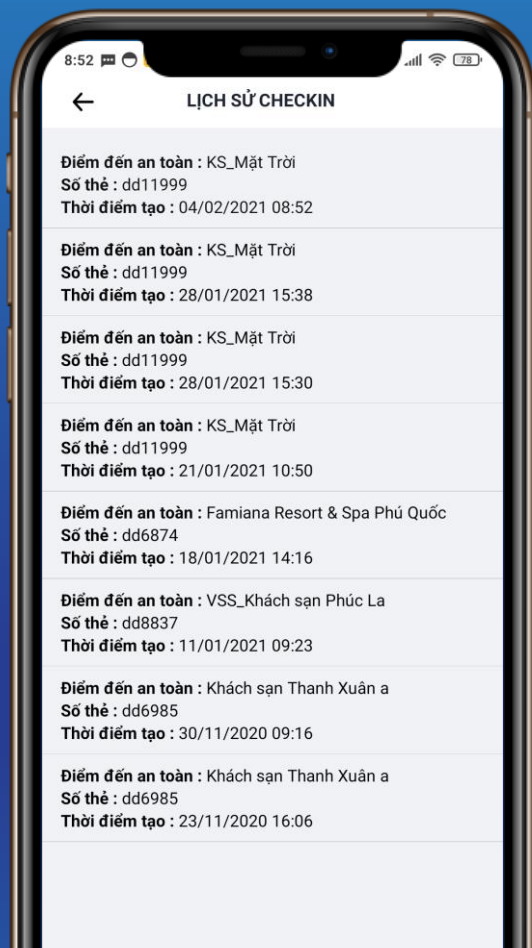 8:52
78
LỊCH SỬ CHECKIN
Điểm đến an toàn : KS_Mặt Trời
Số thẻ : dd11999
Thời điểm tạo : 04/02/2021 08:52
Điểm đến an toàn : KS_Mặt Trời
Số thẻ : dd11999
Thời điểm tạo : 28/01/2021 15:38
Điểm đến an toàn : KS_Mặt Trời
Số thẻ : dd11999
Thời điểm tạo : 28/01/2021 15:30
Điểm đến an toàn : KS_Mặt Trời
Số thẻ : dd11999
Thời điểm tạo : 21/01/2021 10:50
Điểm đến an toàn : Famiana Resort & Spa Phú Quốc
Số thẻ : dd6874
Thời điểm tạo : 18/01/2021 14:16
Điểm đến an toàn : VSS_Khách sạn Phúc La
Số thẻ : dd8837
Thời điểm tạo : 11/01/2021 09:23
Điểm đến an toàn : Khách sạn Thanh Xuân a
Số thẻ : dd6985
Thời điểm tạo : 30/11/2020 09:16
Điểm đến an toàn : Khách sạn Thanh Xuân a
Số thẻ : dd6985
Thời điểm tạo : 23/11/2020 16:06